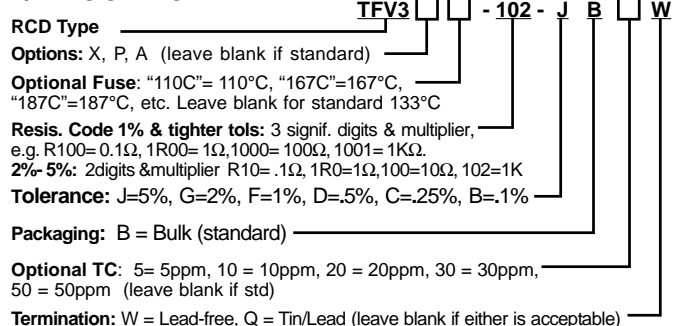 TFV3 □ □ - 102 - J B □ W
RCD Type
Options: X, P, A (leave blank if standard)
Optional Fuse: “110C”= 110°C, “167C”=167°C,
“187C”=187°C, etc. Leave blank for standard 133°C
Resis. Code 1% & tighter tols: 3 signif. digits & multiplier,
e.g. R100= 0.1Ω, 1R00= 1Ω,1000= 100Ω, 1001= 1KΩ.
2%- 5%: 2digits &multiplier R10= .1Ω, 1R0=1Ω,100=10Ω, 102=1K
Tolerance: J=5%, G=2%, F=1%, D=.5%, C=.25%, B=.1%
Packaging: B = Bulk (standard)
Optional TC: 5= 5ppm, 10 = 10ppm, 20 = 20ppm, 30 = 30ppm,
50 = 50ppm (leave blank if std)
Termination: W = Lead-free, Q = Tin/Lead (leave blank if either is acceptable)